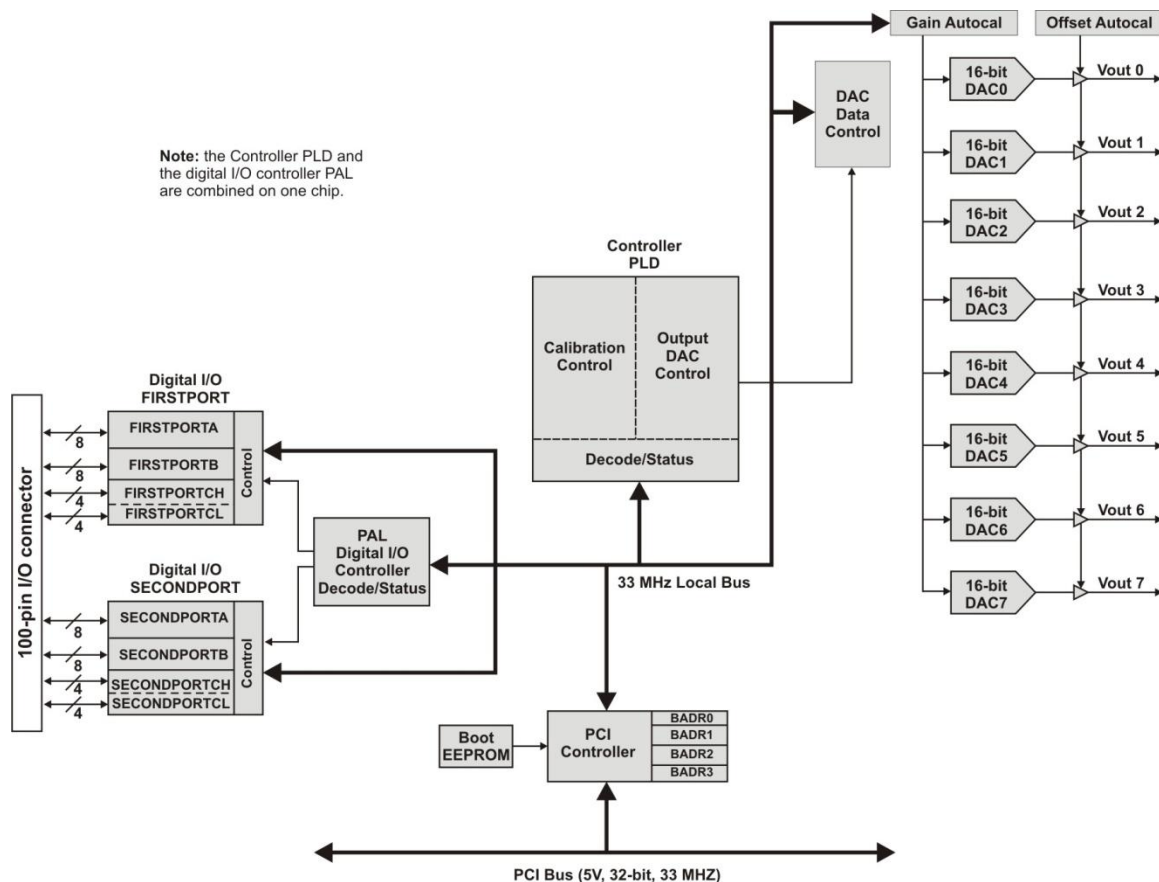 Gain Autocal
Offset Autocal
16-bit
DAC0
Vout 0
16-bit
DAC1
Vout 1
16-bit
DAC2
Vout 2
16-bit
DAC3
Vout 3
16-bit
DAC4
Vout 4
16-bit
DAC5
Vout 5
16-bit
DAC6
Vout 6
16-bit
DAC7
Vout 7
DAC
Data
Control
Note: the Controller PLD and
the digital I/O controller PAL
are combined on one chip.
Controller
PLD
Calibration
Control
Output
DAC
Control
Decode/Status
Digital I/O
FIRSTPORT
100-pin I/O connector
8
8
4
4
FIRSTPORTA
FIRSTPORTB
FIRSTPORTCH
FIRSTPORTCL
Control
PAL
Digital I/O
Controller
Decode/Status
33 MHz Local Bus
Digital I/O
SECONDPORT
8
8
4
4
SECONDPORTA
SECONDPORTB
SECONDPORTCH
SECONDPORTCL
Control
Boot
EEPROM
PCI
Controller
BADR0
BADR1
BADR2
BADR3
PCI Bus (5V, 32-bit, 33 MHZ)